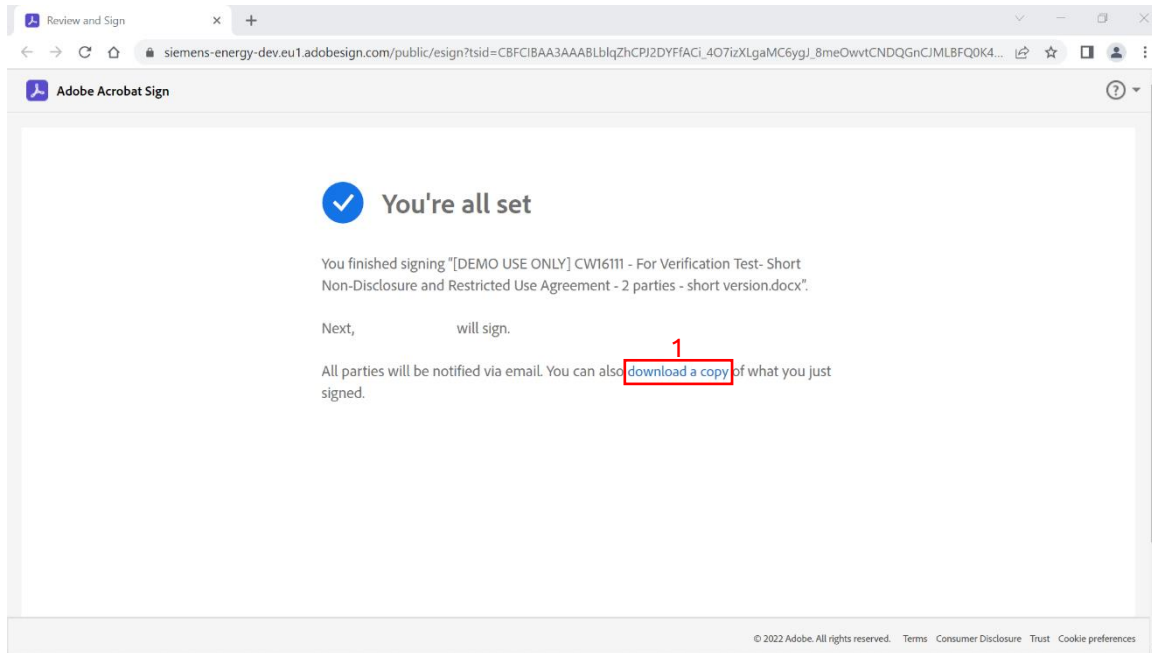 Review and Sign
siemens-energy-dev.eu1.adobesign.com/public/esign?tsid=CBFCIBAA3AAABLblqZhCPJ2DYFfACi_4O7izXLgaMC6ygJ_8meOwvtCNDQGnCJMLBFQ0K4...
Adobe Acrobat Sign
You're all set
You finished signing "[DEMO USE ONLY] CW16111 - For Verification Test- Short
Non-Disclosure and Restricted Use Agreement - 2 parties - short version.docx".
Next, will sign.
1
All parties will be notified via email. You can also download a copy of what you just
signed.
© 2022 Adobe. All rights reserved. Terms Consumer Disclosure Trust Cookie preferences